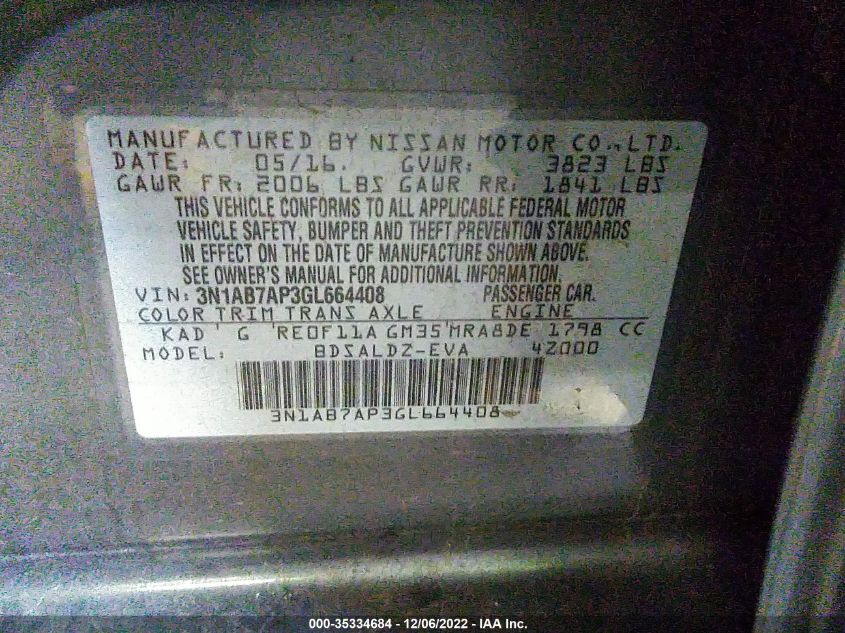 MANUFACTURED BY NISSAN MOTOR CO., LTD.
DATE: 05/16. GVWR: 3823 LBS
GAWR FR: 2006 LBS GAWR RR: 1841 LBS
THIS VEHICLE CONFORMS TO ALL APPLICABLE FEDERAL MOTOR
VEHICLE SAFETY, BUMPER AND THEFT PREVENTION STANDARDS
IN EFFECT ON THE DATE OF MANUFACTURE SHOWN ABOVE.
SEE OWNER'S MANUAL FOR ADDITIONAL INFORMATION.
VIN: 3N1AB7AP3GL664408 PASSENGER CAR.
COLOR TRIM TRANS AXLE ENGINE
KAD G RE0F11A GM35 MRA8DE 1798 CC
MODEL: BDSALDZ-EVA 4Z000
3N1AB7AP3GL664408
000-35334684 - 12/06/2022 - IAA Inc.